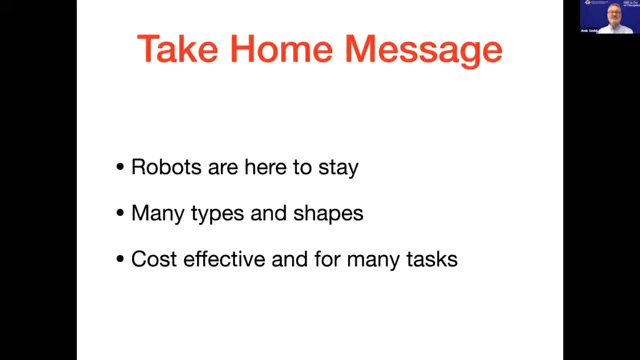 Take Home Message
• Robots are here to stay
• Many types and shapes
• Cost effective and for many tasks